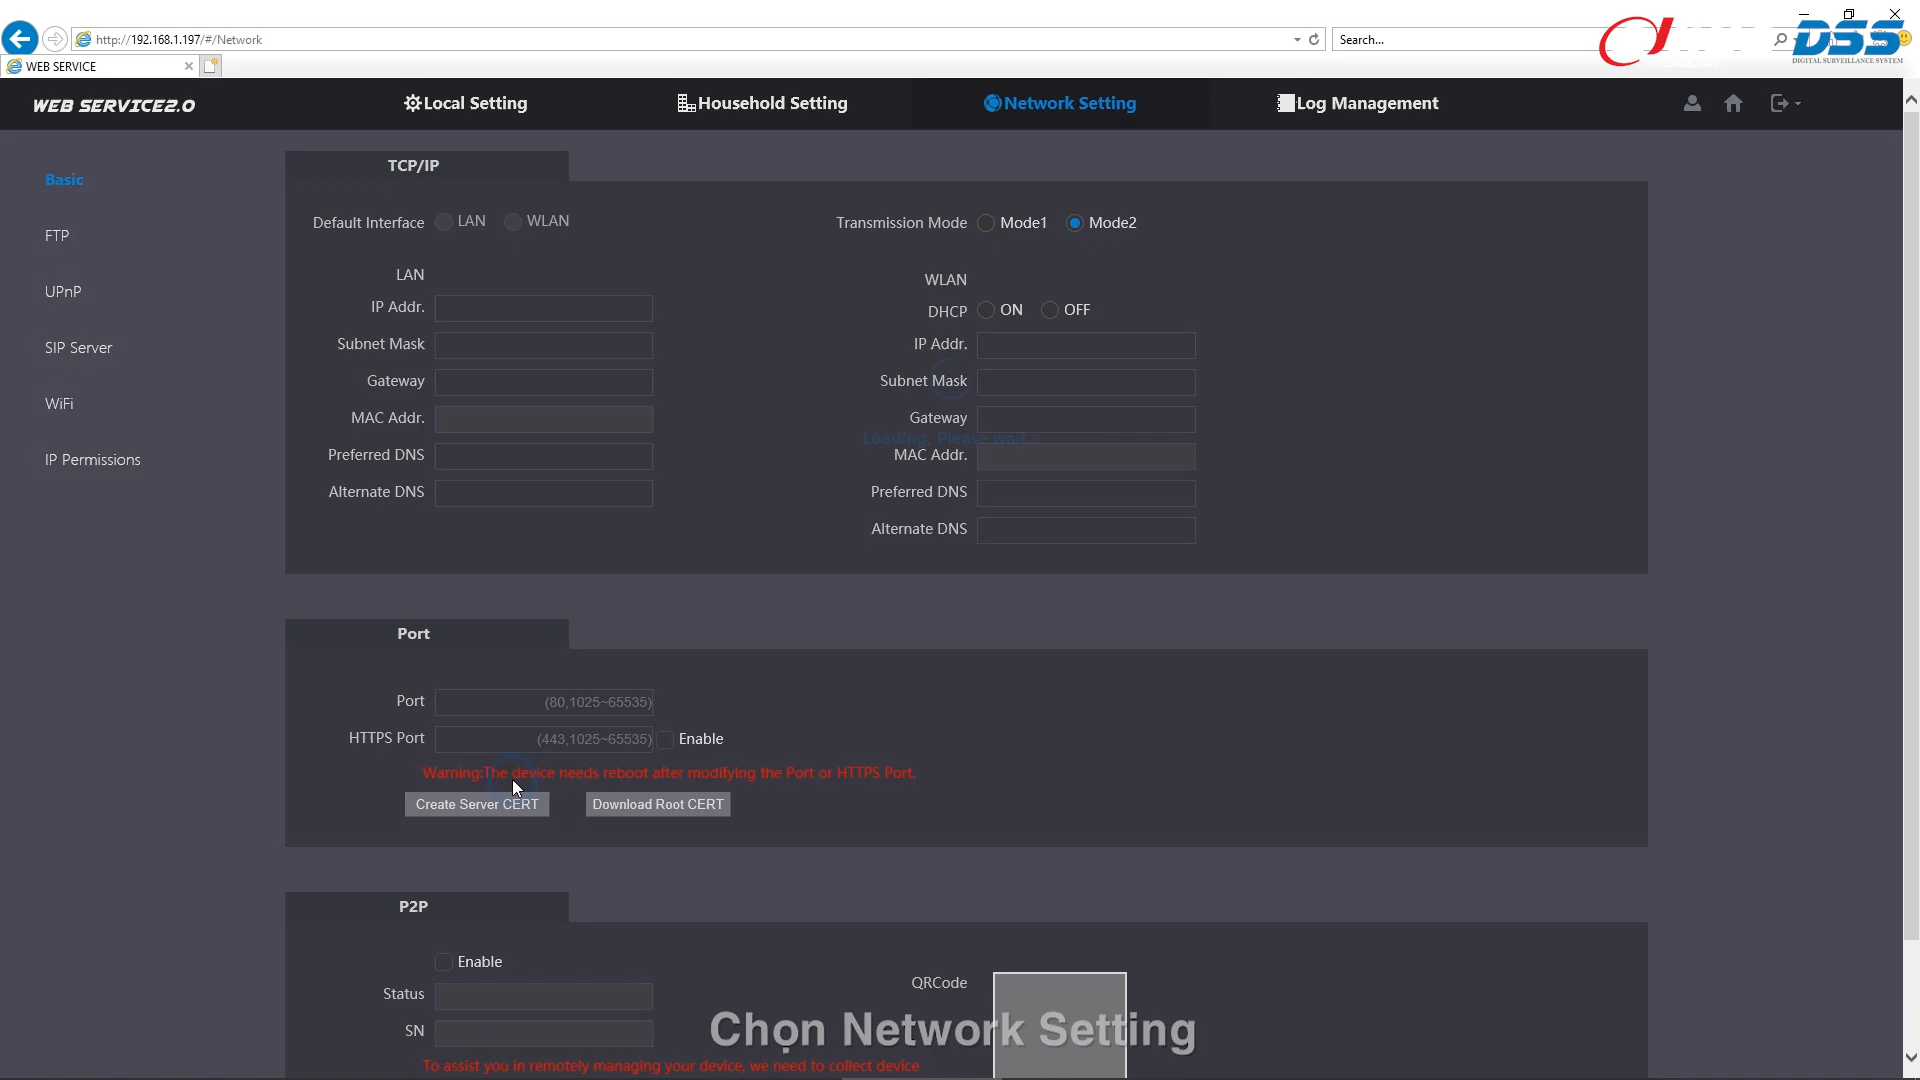 http://192.168.1.197/#/Network
Search...
DSS
DIGITAL SURVEILLANCE SYSTEM
WEB SERVICE
WEB SERVICE2.0
Local Setting
Household Setting
Network Setting
Log Management
Basic
FTP
UPnP
SIP Server
WiFi
IP Permissions
TCP/IP
Default Interface LAN WLAN
Transmission Mode Mode1 Mode2
LAN
IP Addr.
Subnet Mask
Gateway
MAC Addr.
Preferred DNS
Alternate DNS
WLAN
DHCP ON OFF
IP Addr.
Subnet Mask
Gateway
Loading, Please wait...
MAC Addr.
Preferred DNS
Alternate DNS
Port
Port (80,1025~65535)
HTTPS Port (443,1025~65535) Enable
Warning:The device needs reboot after modifying the Port or HTTPS Port.
Create Server CERT Download Root CERT
P2P
Enable
Status
SN
QRCode
Chọn Network Setting
To assist you in remotely managing your device, we need to collect device